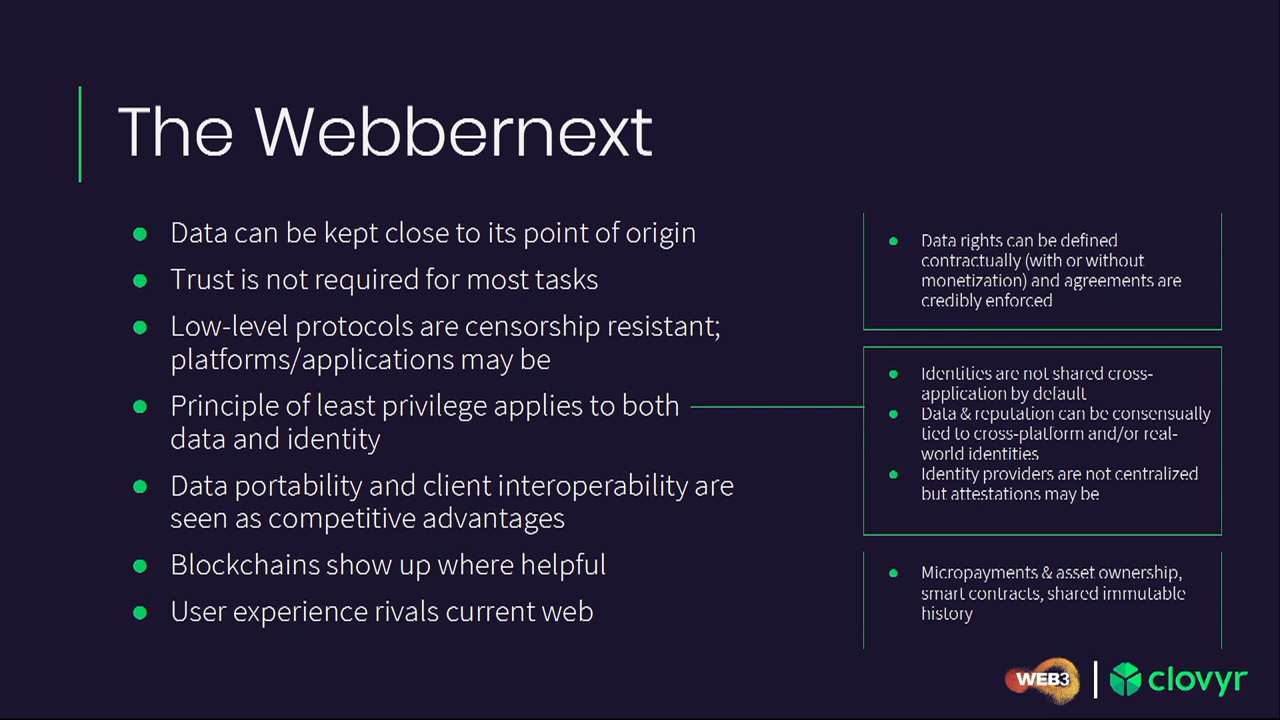 The Webbernext
Data can be kept close to its point of origin
Trust is not required for most tasks
Low-level protocols are censorship resistant;
platforms/applications may be
Principle of least privilege applies to both
data and identity
Data portability and client interoperability are
seen as competitive advantages
Blockchains show up where helpful
User experience rivals current web
Data rights can be defined
contractually (with or without
monetization) and agreements are
credibly enforced
Identities are not shared cross-
application by default
Data & reputation can be consensually
tied to cross-platform and/or real-
world identities
Identity providers are not centralized
but attestations may be
Micropayments & asset ownership,
smart contracts, shared immutable
history
WEB3
clovyr